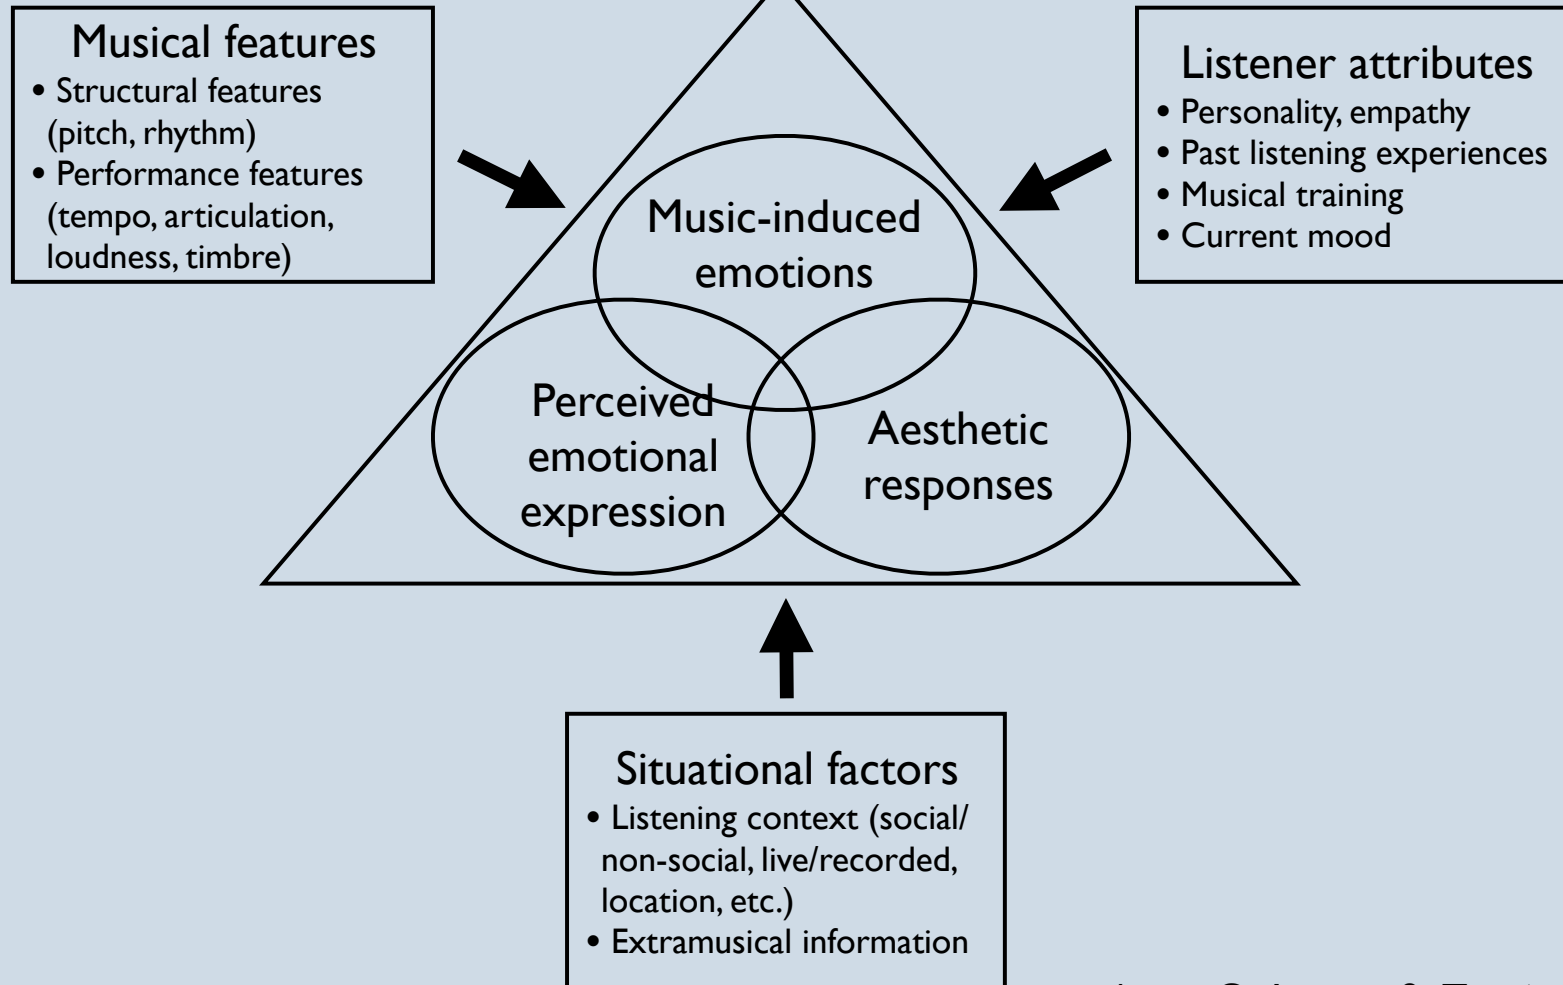 Musical features
• Structural features
(pitch, rhythm)
• Performance features
(tempo, articulation,
loudness, timbre)
Listener attributes
• Personality, empathy
• Past listening experiences
• Musical training
• Current mood
Music-induced
emotions
Perceived
emotional
expression
Aesthetic
responses
Situational factors
• Listening context (social/
non-social, live/recorded,
location, etc.)
• Extramusical information